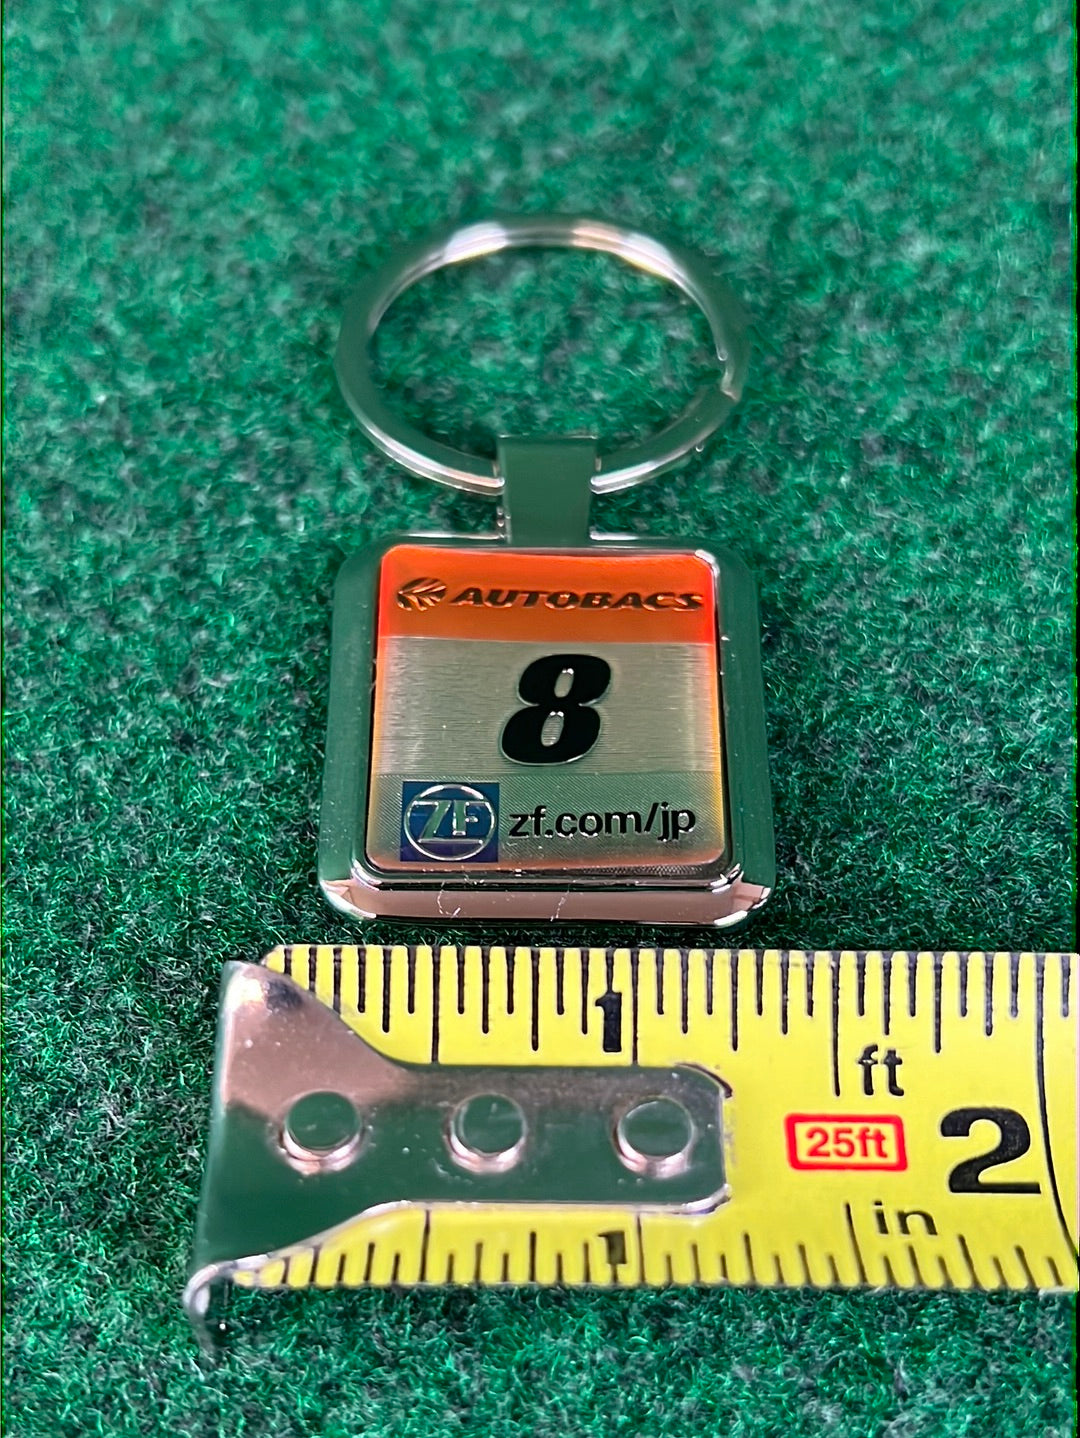 AUTOBACS
8
ZF zf.com/jp
1
ft
25ft
2
in
1